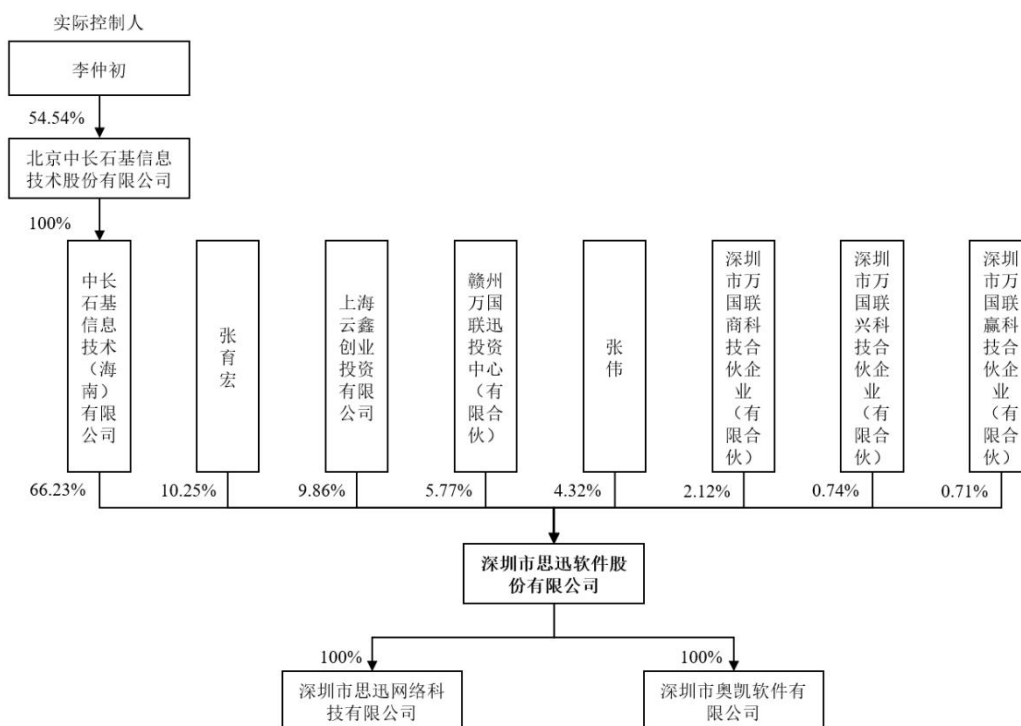 实际控制人
李仲初
54.54%
北京中长石基信息
技术股份有限公司
100%
中长
石基
信息
技术
（海
南）
有限
公司
张
育
宏
上海
云鑫
创业
投资
有限
公司
赣州
万国
联迅
投资
中心
（有
限合
伙）
张
伟
深圳
市万
国联
商科
技合
伙企
业
（有
限合
伙）
深圳
市万
国联
兴科
技合
伙企
业
（有
限合
伙）
深圳
市万
国联
赢科
技合
伙企
业
（有
限合
伙）
66.23%
10.25%
9.86%
5.77%
4.32%
2.12%
0.74%
0.71%
深圳市思迅软件股
份有限公司
100%
100%
深圳市思迅网络科
技有限公司
深圳市奥凯软件有
限公司